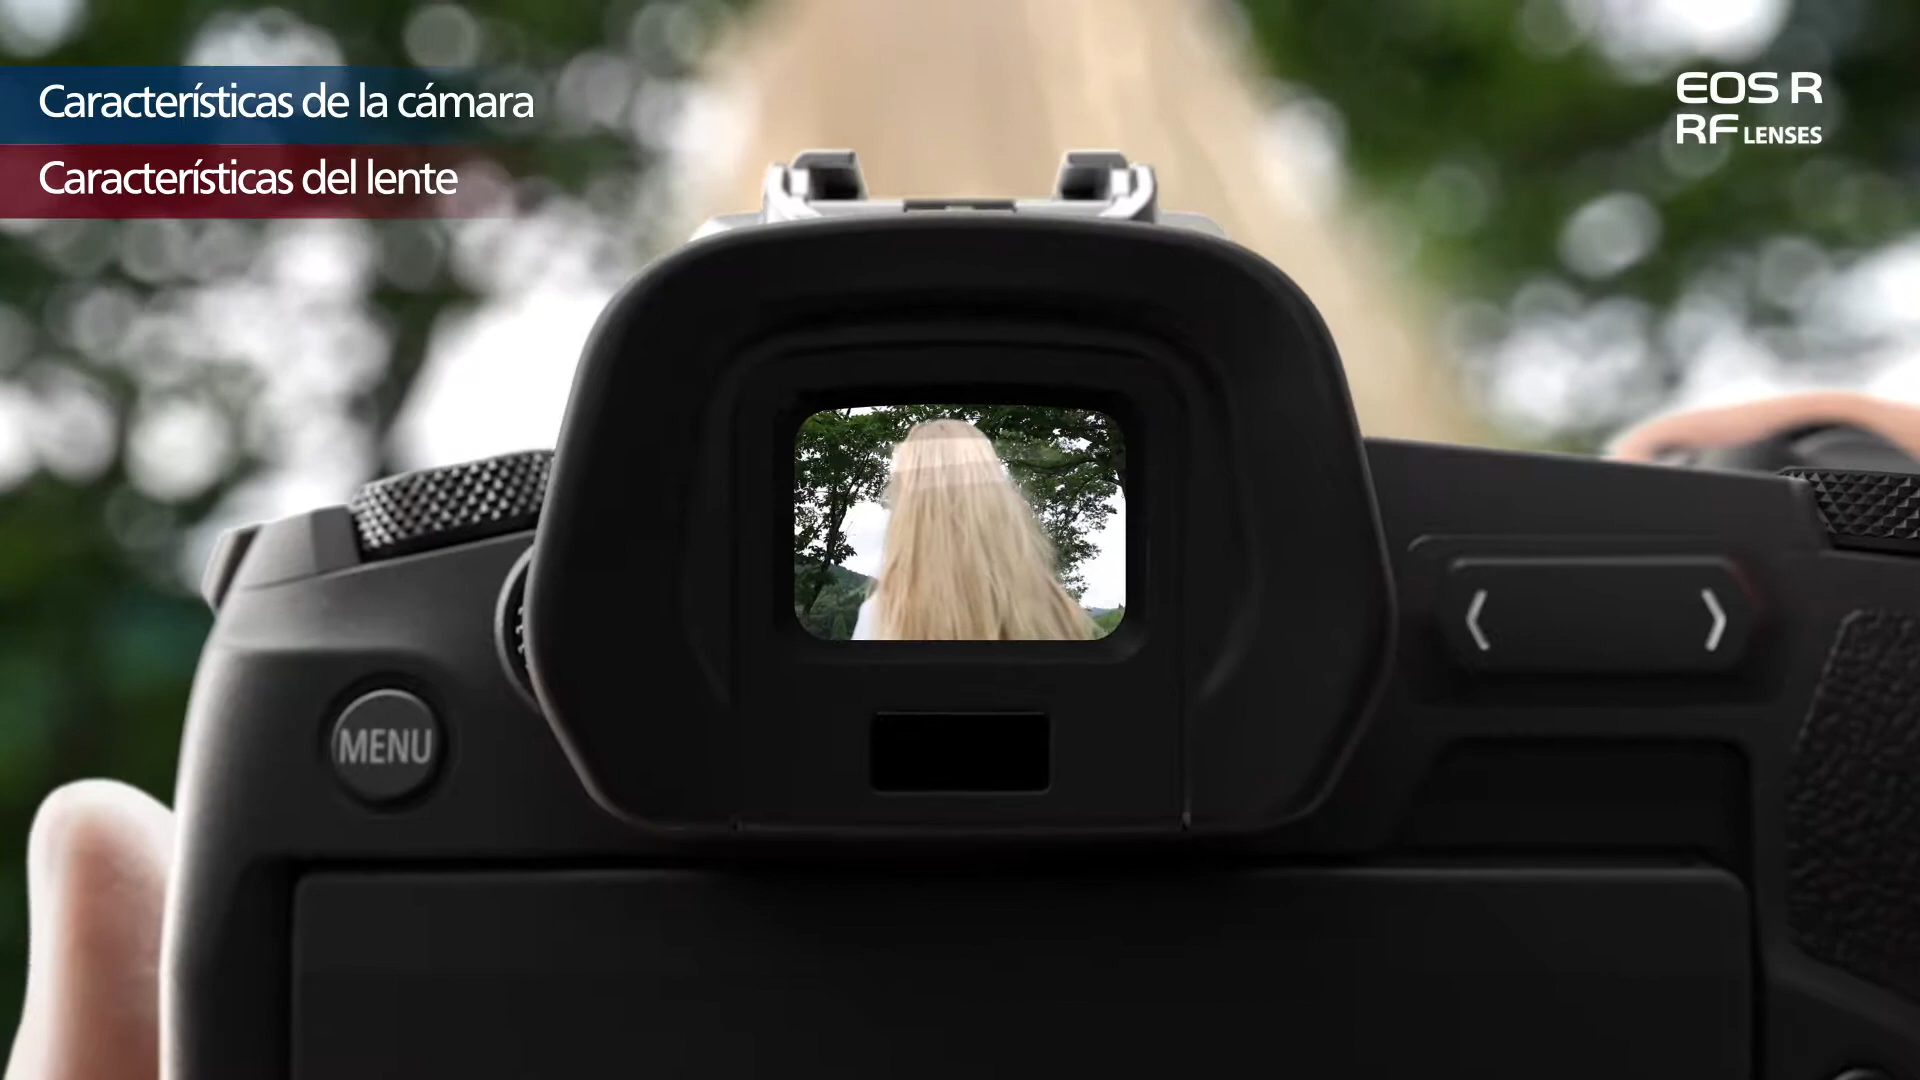 Características de la cámara
Características del lente
EOS R
RF LENSES
MENU